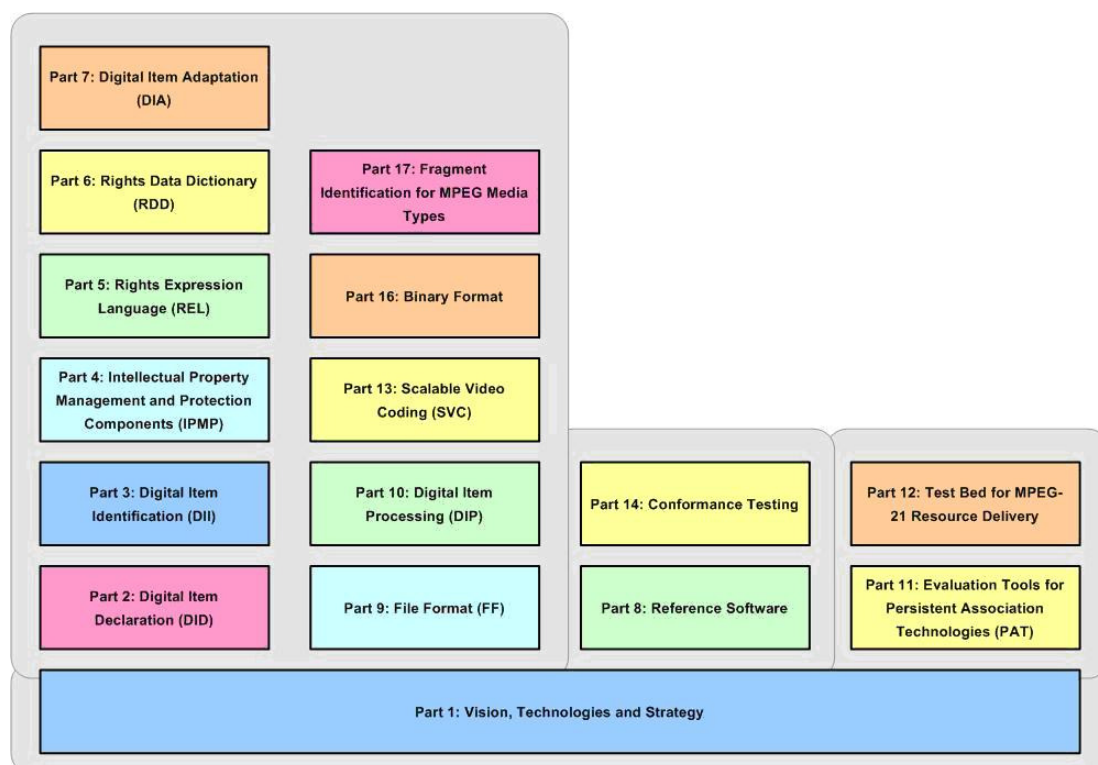 Part 7: Digital Item Adaptation
(DIA)
Part 6: Rights Data Dictionary
(RDD)
Part 5: Rights Expression
Language (REL)
Part 4: Intellectual Property
Management and Protection
Components (IPMP)
Part 3: Digital Item
Identification (DII)
Part 2: Digital Item
Declaration (DID)
Part 17: Fragment
Identification for MPEG Media
Types
Part 16: Binary Format
Part 13: Scalable Video
Coding (SVC)
Part 10: Digital Item
Processing (DIP)
Part 9: File Format (FF)
Part 14: Conformance Testing
Part 8: Reference Software
Part 12: Test Bed for MPEG-
21 Resource Delivery
Part 11: Evaluation Tools for
Persistent Association
Technologies (PAT)
Part 1: Vision, Technologies and Strategy